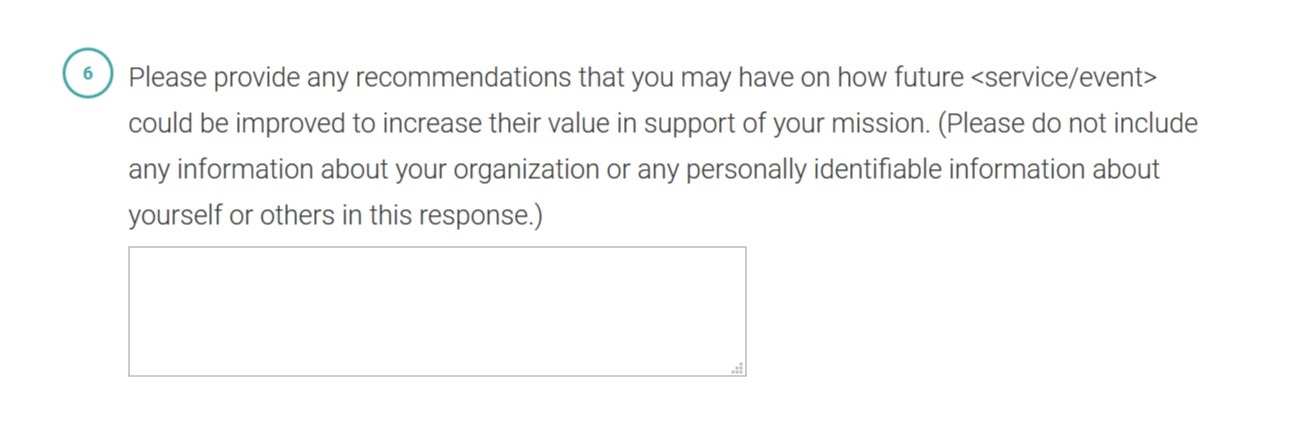 6 Please provide any recommendations that you may have on how future <service/event>
could be improved to increase their value in support of your mission. (Please do not include
any information about your organization or any personally identifiable information about
yourself or others in this response.)